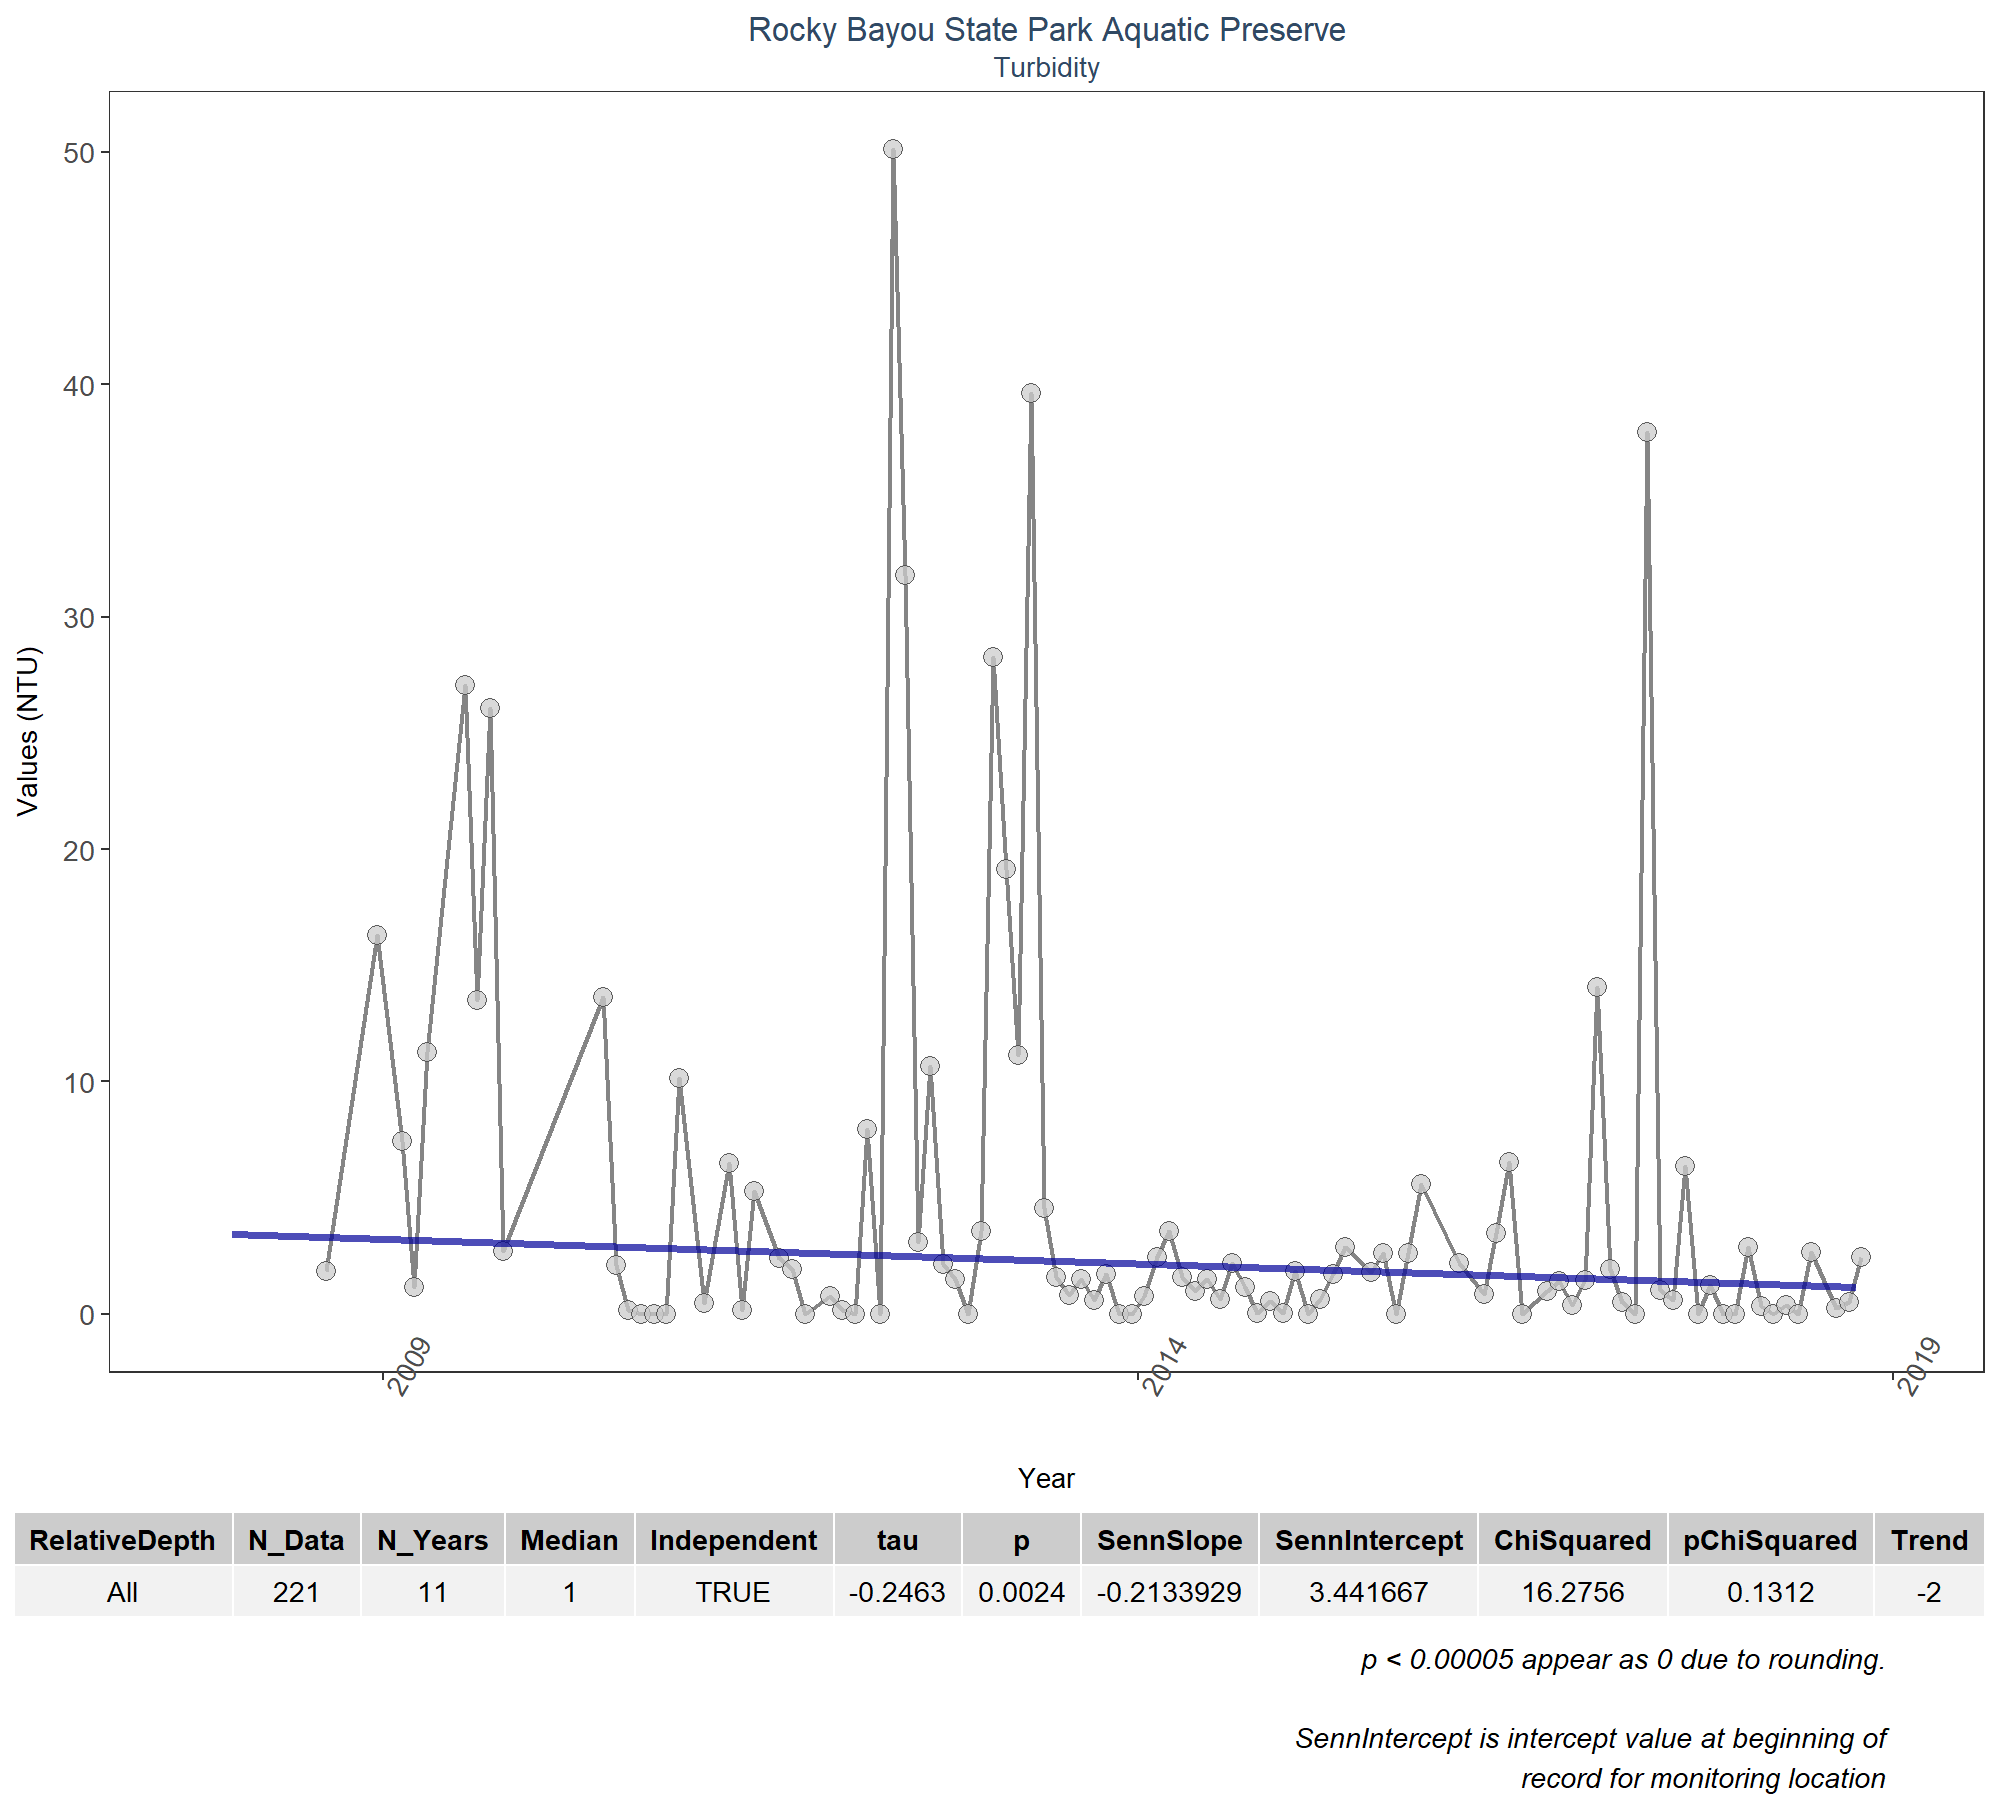 Rocky Bayou State Park Aquatic Preserve
Turbidity
Values (NTU)
50
40
30
20
10
0
2009
2014
2019
Year
RelativeDepth N_Data N_Years Median Independent tau p SennSlope SennIntercept ChiSquared pChiSquared Trend
All 221 11 1 TRUE -0.2463 0.0024 -0.2133929 3.441667 16.2756 0.1312 -2
p < 0.00005 appear as 0 due to rounding.
SennIntercept is intercept value at beginning of
record for monitoring location